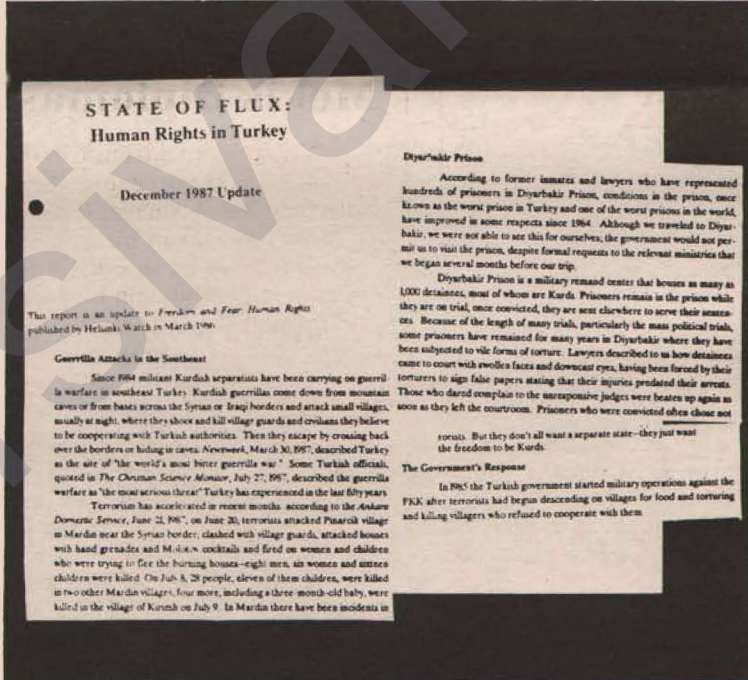 STATE OF FLUX:
Human Rights in Turkey
December 1987 Update
This report is an update to Freedom and Fear: Human Rights
published by Helsinki Watch in March 1986
Guerrilla Attacks in the Southeast
Since 1984 militant Kurdish separatists have been carrying on guerril-
la warfare in southeast Turkey. Kurdish guerrillas come down from mountain
caves or from bases across the Syrian or Iraqi borders and attack small villages,
usually at night, where they shoot and kill village guards and civilians they believe
to be cooperating with Turkish authorities. Then they escape by crossing back
over the borders or hiding in caves. Newsweek, March 30, 1987, described Turkey
as the site of "the world's most bitter guerrilla war." Some Turkish officials,
quoted in The Christian Science Monitor, July 27, 1987, described the guerrilla
warfare as "the most serious threat" Turkey has experienced in the last fifty years.
Terrorism has accelerated in recent months: according to the Ankara
Domestic Service, June 21, 1987, on June 20, terrorists attacked Pinarcik village
in Mardin near the Syrian border, clashed with village guards, attacked houses
with hand grenades and Molotov cocktails and fired on women and children
who were trying to flee the burning houses--eight men, six women and sixteen
children were killed. On July 8, 28 people, eleven of them children, were killed
in two other Mardin villages; four more, including a three-month-old baby, were
killed in the village of on July 9. In Mardin there have been incidents in
Diyarbakir Prison
According to former inmates and lawyers who have represented
hundreds of prisoners in Diyarbakir Prison, conditions in the prison, once
known as the worst prison in Turkey and one of the worst prisons in the world,
have improved in some respects since 1984. Although we traveled to Diyar-
bakir, we were not able to see this for ourselves; the government would not per-
mit us to visit the prison, despite formal requests to the relevant ministries that
we began several months before our trip.
Diyarbakir Prison is a military remand center that houses as many as
1,000 detainees, most of whom are Kurds. Prisoners remain in the prison while
they are on trial; once convicted, they are sent elsewhere to serve their senten-
ces. Because of the length of many trials, particularly the mass political trials,
some prisoners have remained for many years in Diyarbakir where they have
been subjected to vile forms of torture. Lawyers described to us how detainees
came to court with swollen faces and downcast eyes, having been forced by their
torturers to sign false papers stating that their injuries predated their arrests.
Those who dared complain to the unresponsive judges were beaten up again as
soon as they left the courtroom. Prisoners who were convicted often chose not
rorists. But they don't all want a separate state--they just want
the freedom to be Kurds.
The Government's Response
In 1985 the Turkish government started military operations against the
PKK after terrorists had begun descending on villages for food and torturing
and killing villagers who refused to cooperate with them.